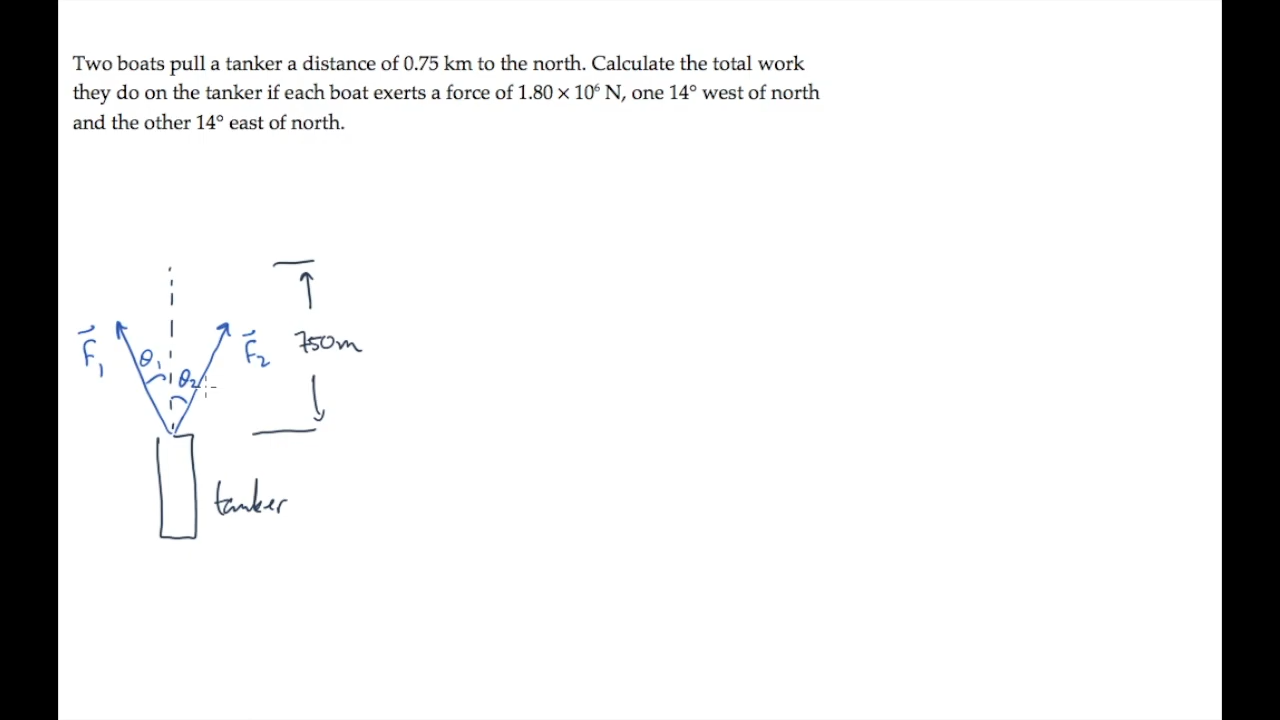 Two boats pull a tanker a distance of 0.75 km to the north. Calculate the total work
they do on the tanker if each boat exerts a force of 1.80 × 10⁶ N, one 14° west of north
and the other 14° east of north.
F⃗₁ θ₁ θ₂ F⃗₂ 750m
tanker